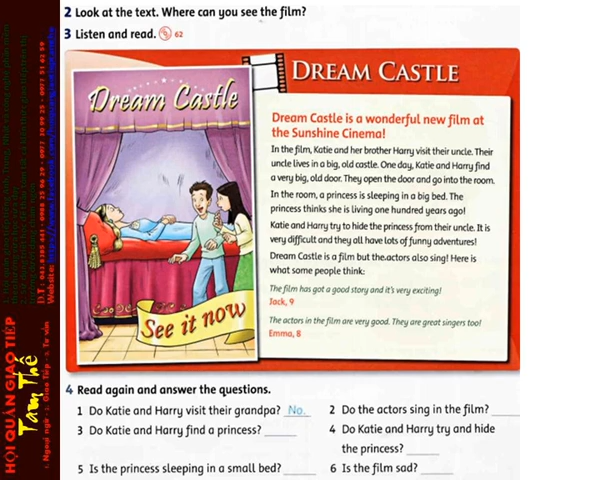 2 Look at the text. Where can you see the film?
3 Listen and read. 62
DREAM CASTLE
Dream Castle
See it now
Dream Castle is a wonderful new film at
the Sunshine Cinema!
In the film, Katie and her brother Harry visit their uncle. Their
uncle lives in a big, old castle. One day, Katie and Harry find
a very big, old door. They open the door and go into the room.
In the room, a princess is sleeping in a big bed. The
princess thinks she is living one hundred years ago!
Katie and Harry try to hide the princess from their uncle. It is
very difficult and they all have lots of funny adventures!
Dream Castle is a film but the actors also sing! Here is
what some people think:
The film has got a good story and it's very exciting!
Jack, 9
The actors in the film are very good. They are great singers too!
Emma, 8
4 Read again and answer the questions.
1 Do Katie and Harry visit their grandpa? No.
2 Do the actors sing in the film?
3 Do Katie and Harry find a princess?
4 Do Katie and Harry try and hide
the princess?
5 Is the princess sleeping in a small bed?
6 Is the film sad?
HỘI QUÁN GIAO TIẾP
Tam Thế